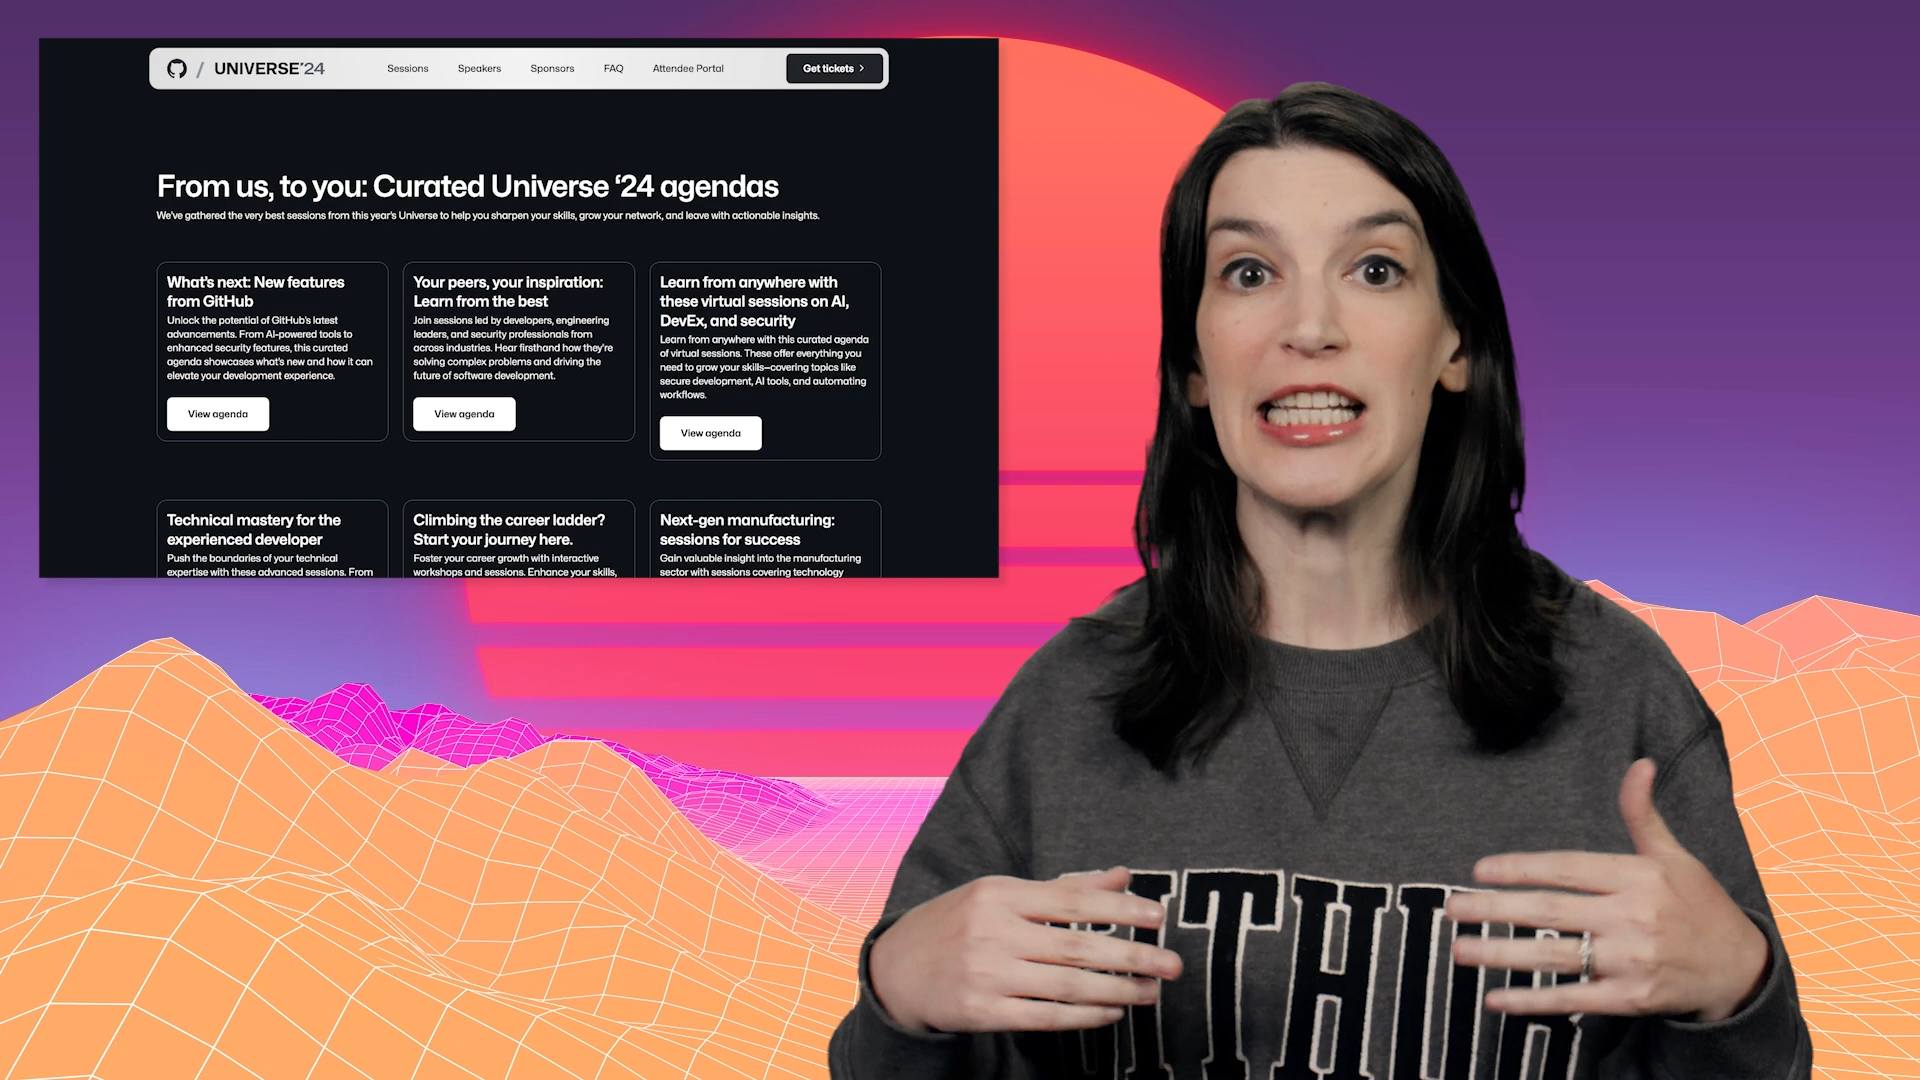 UNIVERSE'24
Sessions
Speakers
Sponsors
FAQ
Attendee Portal
Get tickets
From us, to you: Curated Universe ‘24 agendas
We've gathered the very best sessions from this year's Universe to help you sharpen your skills, grow your network, and leave with actionable insights.
What's next: New features
from GitHub
Unlock the potential of GitHub's latest
advancements. From AI-powered tools to
enhanced security features, this curated
agenda showcases what's new and how it can
elevate your development experience.
View agenda
Your peers, your inspiration:
Learn from the best
Join sessions led by developers, engineering
leaders, and security professionals from
across industries. Hear firsthand how they're
solving complex problems and driving the
future of software development.
View agenda
Learn from anywhere with
these virtual sessions on AI,
DevEx, and security
Learn from anywhere with this curated agenda
of virtual sessions. These offer everything you
need to grow your skills—covering topics like
secure development, AI tools, and automating
workflows.
View agenda
Technical mastery for the
experienced developer
Push the boundaries of your technical
expertise with these advanced sessions. From
Climbing the career ladder?
Start your journey here.
Foster your career growth with interactive
workshops and sessions. Enhance your skills,
Next-gen manufacturing:
sessions for success
Gain valuable insight into the manufacturing
sector with sessions covering technology
GITHUB